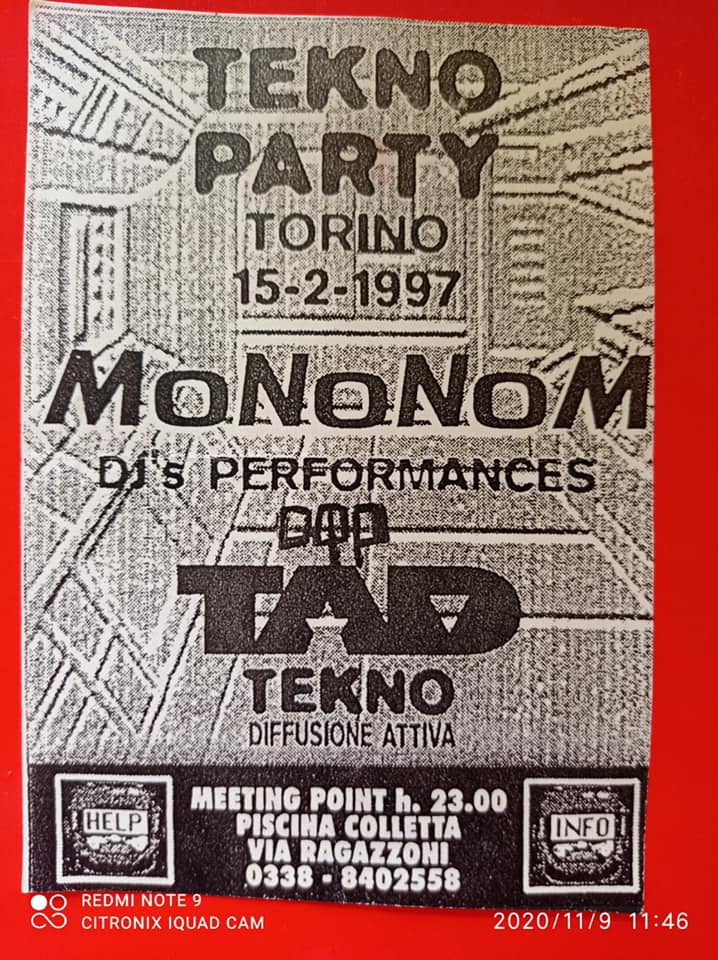 TEKNO
PARTY
TORINO
15-2-1997
MoNoNoM
DJ's PERFORMANCES
TAD
TEKNO
DIFFUSIONE ATTIVA
HELP
MEETING POINT h. 23.00
PISCINA COLLETTA
VIA RAGAZZONI
0338 - 8402558
INFO
REDMI NOTE 9
CITRONIX IQUAD CAM
2020/11/9 11:46